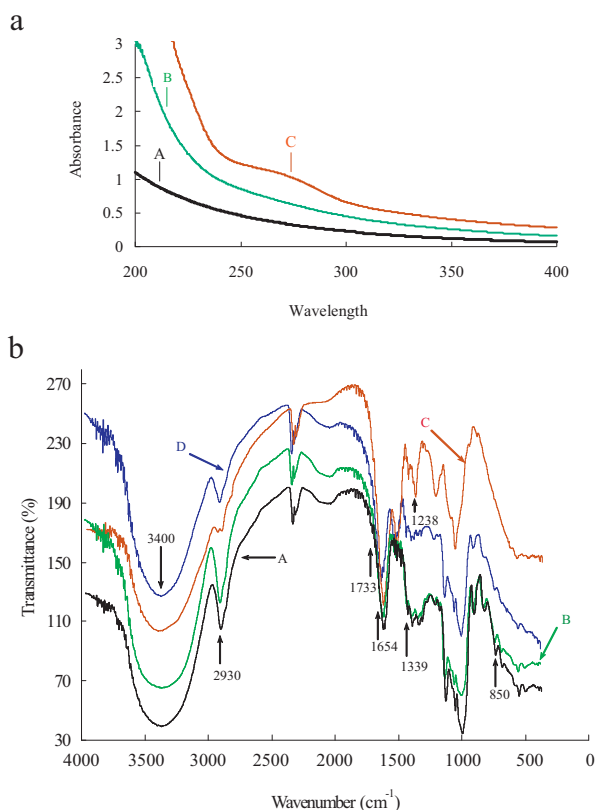 a
3
2.5
2
1.5
1
0.5
0
Absorbance
A
B
C
200
250
300
350
400
Wavelength
b
270
230
190
150
110
70
30
Transmittance (%)
D
C
1238
3400
A
1733
1654
1339
B
2930
850
4000
3000
2500
2000
1500
1000
500
0
Wavenumber (cm⁻¹)